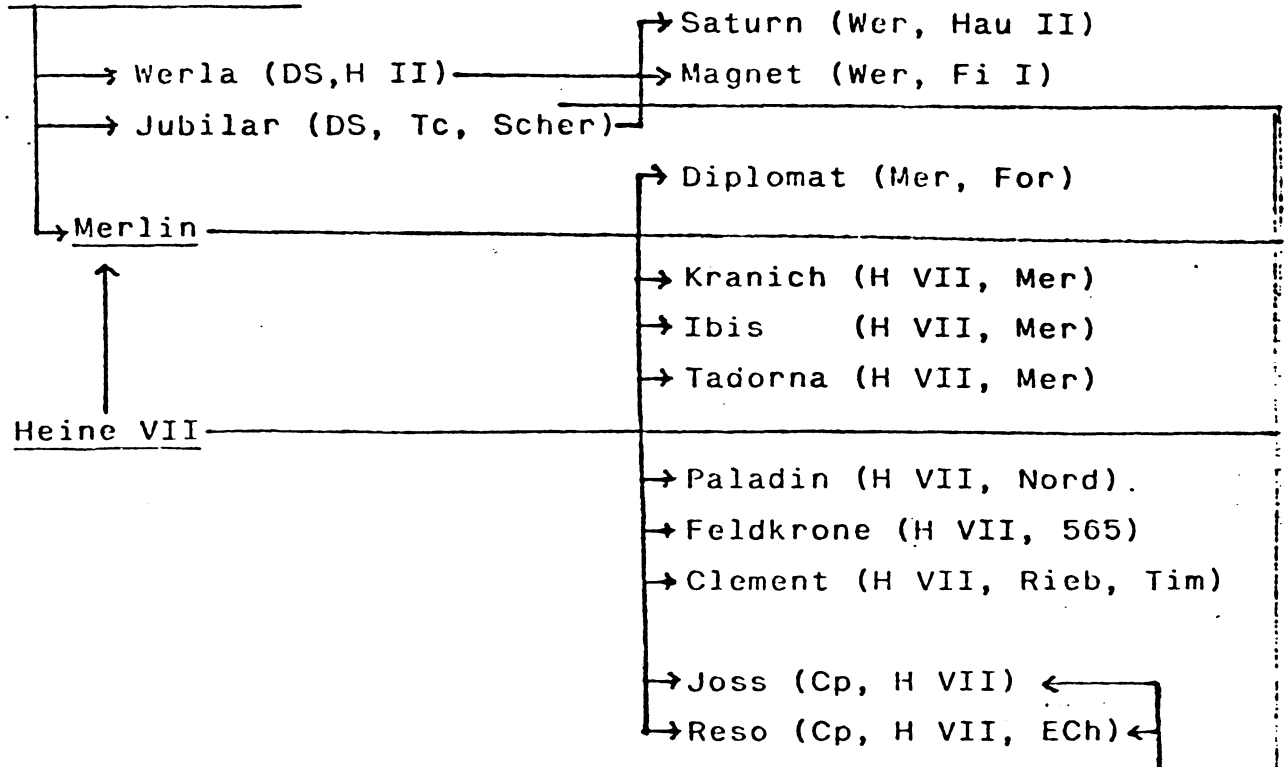 Saturn (Wer, Hau II)
Werla (DS,H II)
Magnet (Wer, Fi I)
Jubilar (DS, Tc, Scher)
Diplomat (Mer, For)
Merlin
Kranich (H VII, Mer)
Ibis (H VII, Mer)
Tadorna (H VII, Mer)
Heine VII
Paladin (H VII, Nord).
Feldkrone (H VII, 565)
Clement (H VII, Rieb, Tim)
Joss (Cp, H VII)
Reso (Cp, H VII, ECh)